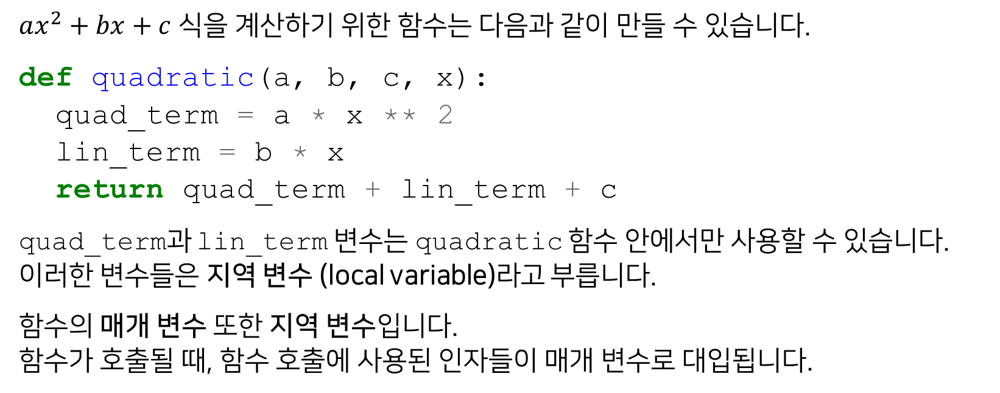 ax² + bx + c 식을 계산하기 위한 함수는 다음과 같이 만들 수 있습니다.
def quadratic(a, b, c, x):
  quad_term = a * x ** 2
  lin_term = b * x
  return quad_term + lin_term + c
quad_term과 lin_term 변수는 quadratic 함수 안에서만 사용할 수 있습니다.
이러한 변수들은 지역 변수 (local variable)라고 부릅니다.
함수의 매개 변수 또한 지역 변수입니다.
함수가 호출될 때, 함수 호출에 사용된 인자들이 매개 변수로 대입됩니다.